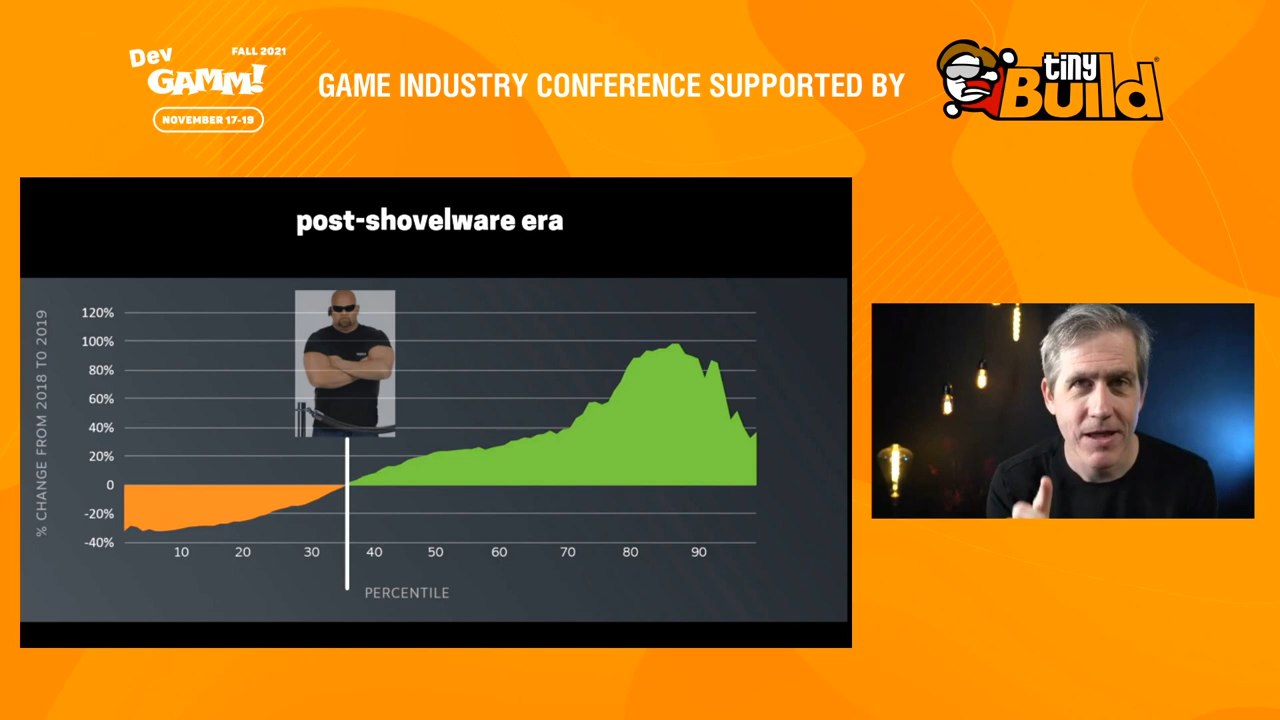 Dev
GAMM!
FALL 2021
NOVEMBER 17-19
GAME INDUSTRY CONFERENCE SUPPORTED BY
tiny
Build
post-shovelware era
% CHANGE FROM 2018 TO 2019
120%
100%
80%
60%
40%
20%
0
-20%
-40%
10 20 30 40 50 60 70 80 90
PERCENTILE